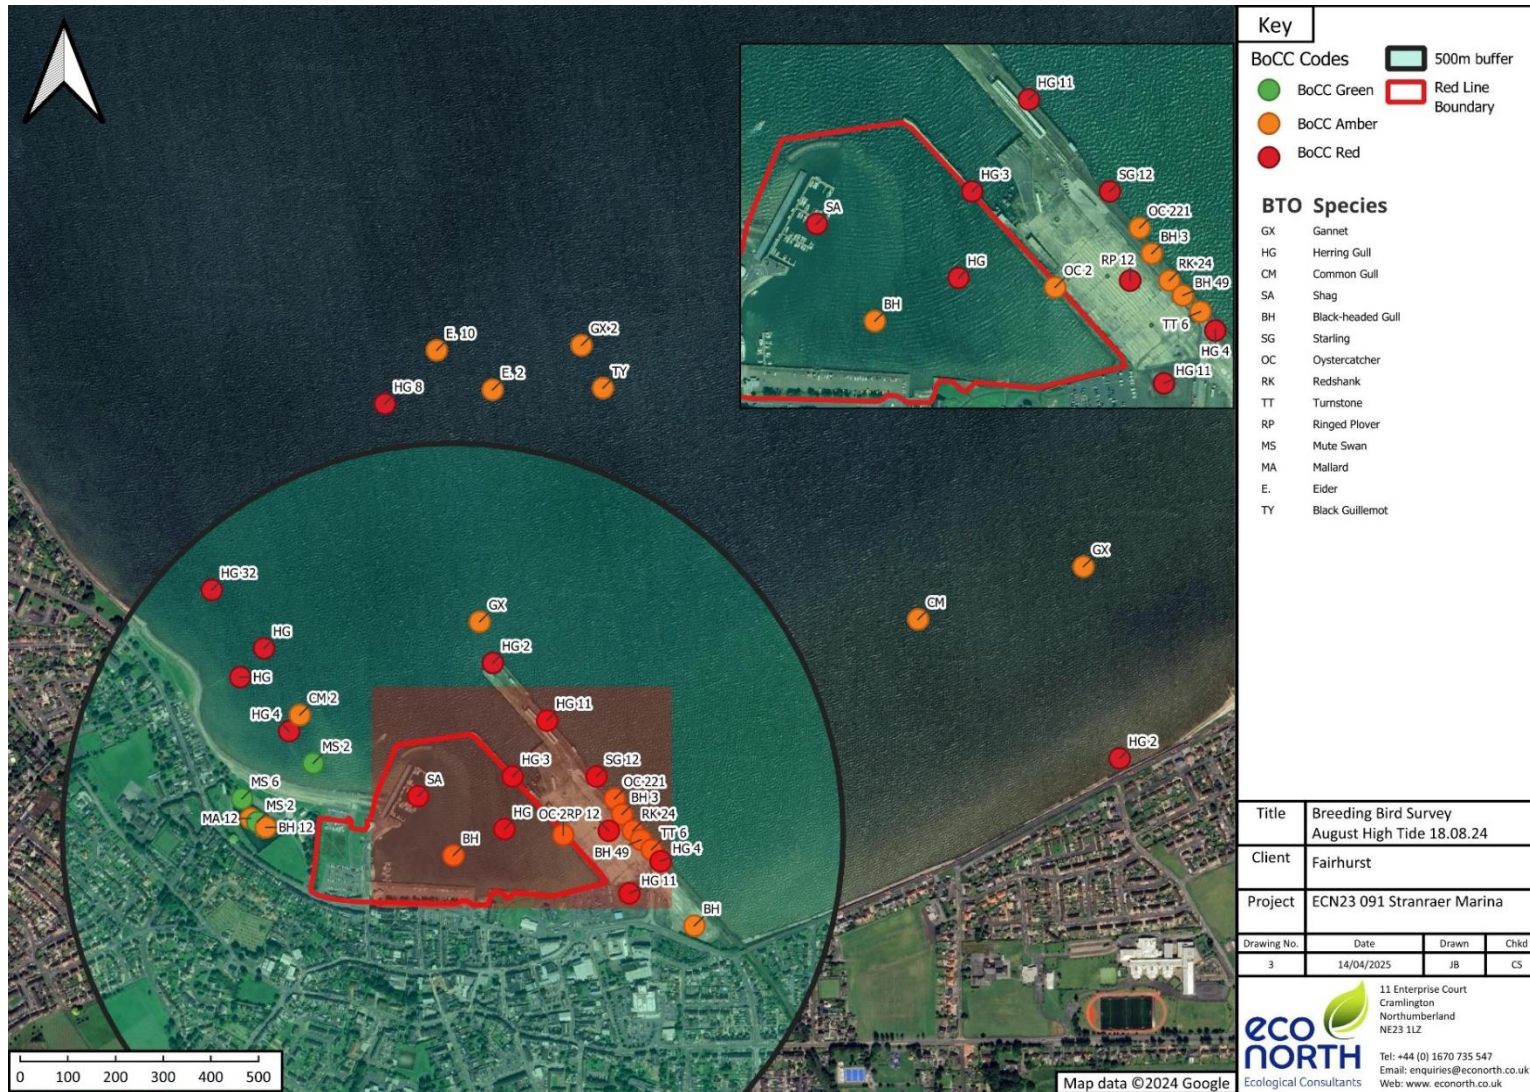 HG 11
HG 3
SG 12
SA
OC 221
BH 3
HG
RP 12
OC 2
RK 24
BH 49
BH
TT 6
HG 4
HG 11
E. 10
GX 2
E. 2
TY
HG 8
GX
CM
HG 32
GX
HG
HG 2
HG
CM 2
HG 4
HG 11
MS 2
HG 2
HG 3
SG 12
MS 6
SA
OC 221
MS 2
BH 3
MA 12
HG
OC 2
RP 12
RK 24
BH 12
TT 6
BH
BH 49
HG 4
HG 11
BH
0 100 200 300 400 500
Map data ©2024 Google
Key
BoCC Codes
BoCC Green
BoCC Amber
BoCC Red
500m buffer
Red Line
Boundary
BTO Species
GX Gannet
HG Herring Gull
CM Common Gull
SA Shag
BH Black-headed Gull
SG Starling
OC Oystercatcher
RK Redshank
TT Turnstone
RP Ringed Plover
MS Mute Swan
MA Mallard
E. Eider
TY Black Guillemot
Title Breeding Bird Survey
August High Tide 18.08.24
Client Fairhurst
Project ECN23 091 Stranraer Marina
Drawing No. Date Drawn Chkd
3 14/04/2025 JB CS
eco
NORTH
Ecological Consultants
11 Enterprise Court
Cramlington
Northumberland
NE23 1LZ
Tel: +44 (0) 1670 735 547
Email: enquiries@econorth.co.uk
Web: www. econorth.co.uk